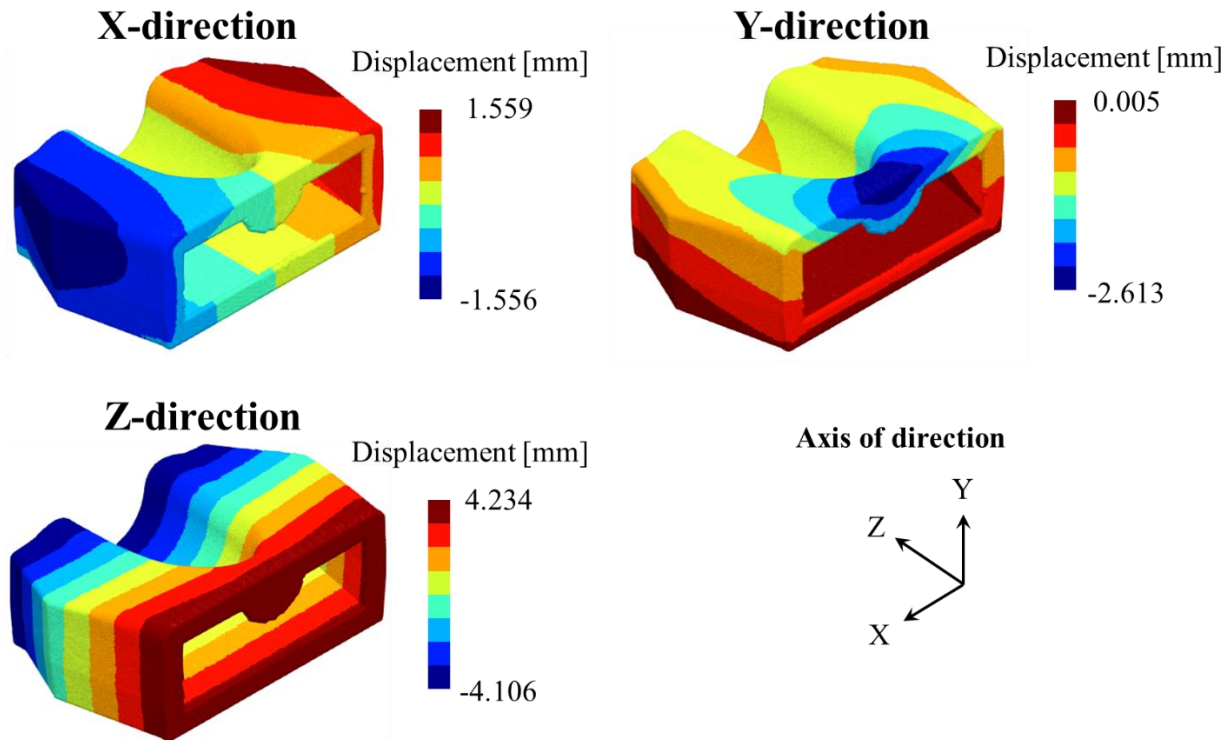 X-direction
Displacement [mm]
1.559
-1.556
Y-direction
Displacement [mm]
0.005
-2.613
Z-direction
Displacement [mm]
4.234
-4.106
Axis of direction
Y
Z
X